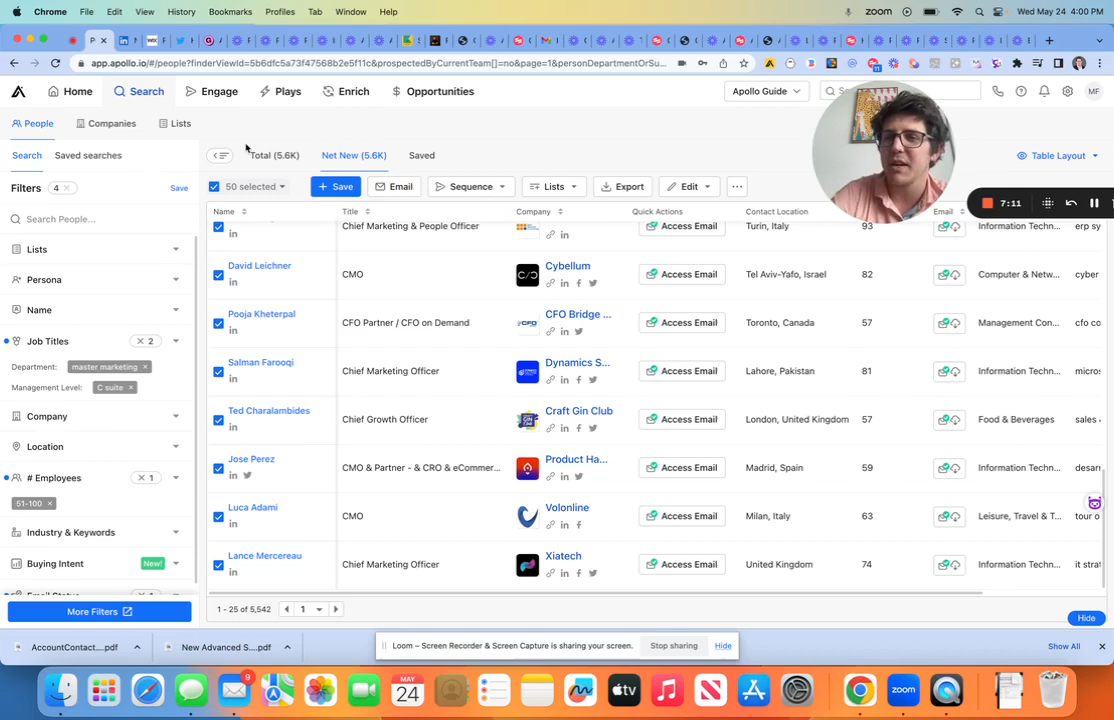 Chrome File Edit View History Bookmarks Profiles Tab Window Help
zoom Wed May 24 4:00 PM
app.apollo.io/#/people?finderViewId=5b6dfc5a73f47568b2e5f11c&prospectedByCurrentTeam[]=no&page=1&personDepartmentOrSu...
Home Search Engage Plays Enrich Opportunities Apollo Guide MF
People Companies Lists
Search Saved searches Total (5.6K) Net New (5.6K) Saved Table Layout
Filters 4 × Save 50 selected + Save Email Sequence Lists Export Edit ...
7:11
Name Title Company Quick Actions Contact Location Email
Search People...
Chief Marketing & People Officer Access Email Turin, Italy 93 Information Techn... erp sy
Lists
David Leichner CMO Cybellum Access Email Tel Aviv-Yafo, Israel 82 Computer & Netw... cyber
Persona
Name
Pooja Kheterpal CFO Partner / CFO on Demand CFO Bridge ... Access Email Toronto, Canada 57 Management Con... cfo co
Job Titles × 2
Department: master marketing ×
Management Level: C suite ×
Salman Farooqi Chief Marketing Officer Dynamics S... Access Email Lahore, Pakistan 81 Information Techn... micros
Company
Ted Charalambides Chief Growth Officer Craft Gin Club Access Email London, United Kingdom 57 Food & Beverages sales
Location
# Employees × 1
51-100 ×
Jose Perez CMO & Partner - & CRO & eCommer... Product Ha... Access Email Madrid, Spain 59 Information Techn... desarr
Industry & Keywords
Luca Adami CMO Volonline Access Email Milan, Italy 63 Leisure, Travel & T... tour o
Buying Intent New!
Lance Mercereau Chief Marketing Officer Xiatech Access Email United Kingdom 74 Information Techn... it strat
More Filters
1 - 25 of 5,542 1
Hide
AccountContact....pdf New Advanced S....pdf Loom – Screen Recorder & Screen Capture is sharing your screen. Stop sharing Hide Show All
MAY
24
9
tv
zoom